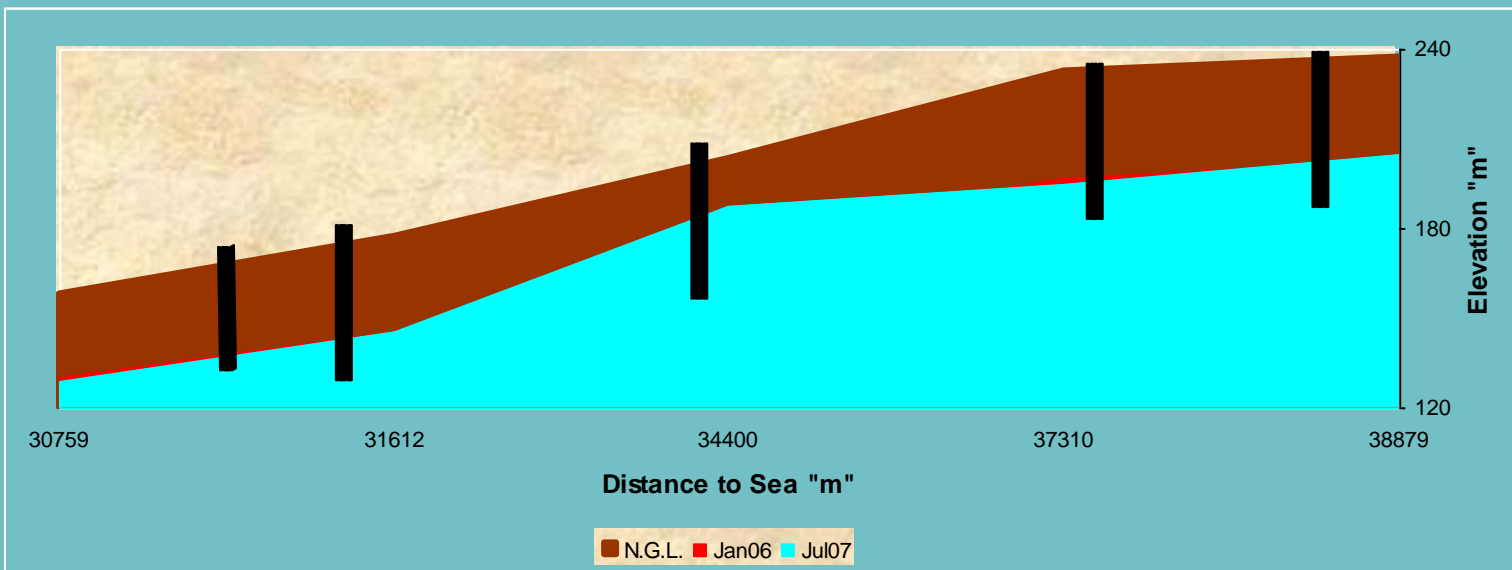 240
180
120
Elevation "m"
30759 31612 34400 37310 38879
Distance to Sea "m"
N.G.L. Jan06 Jul07